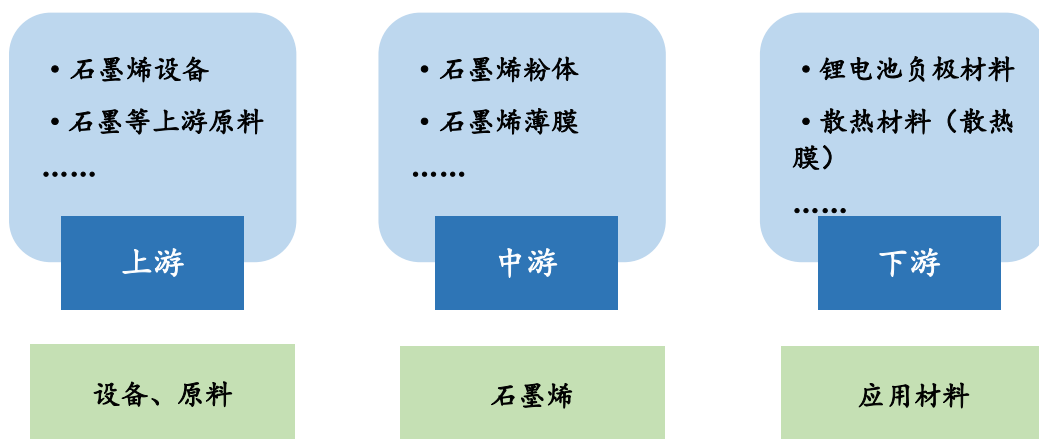 • 石墨烯设备
• 石墨等上游原料
……
上游
设备、原料
• 石墨烯粉体
• 石墨烯薄膜
……
中游
石墨烯
• 锂电池负极材料
• 散热材料（散热
膜）
……
下游
应用材料